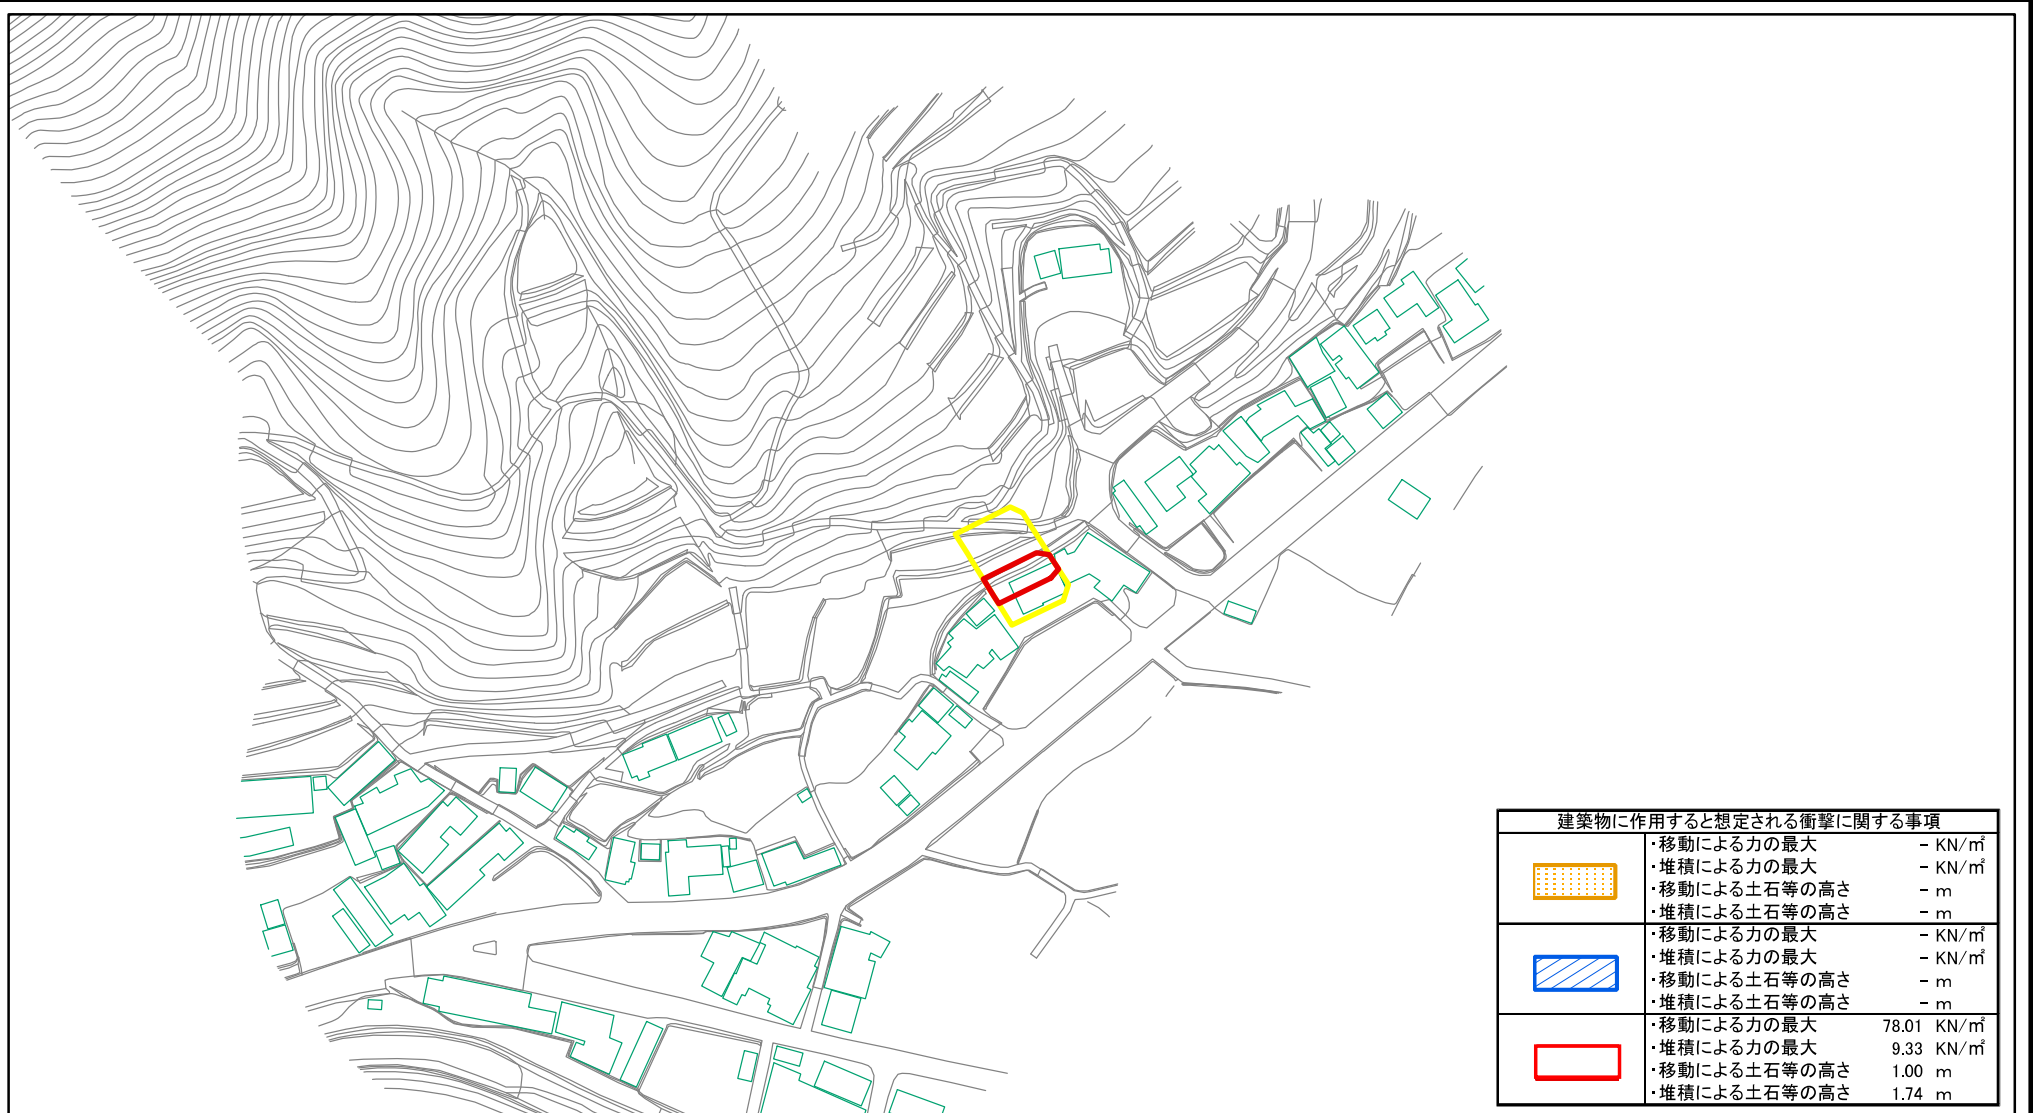 建築物に作用すると想定される衝撃に関する事項
・移動による力の最大 - KN/㎡
・堆積による力の最大 - KN/㎡
・移動による土石等の高さ - m
・堆積による土石等の高さ - m
・移動による力の最大 - KN/㎡
・堆積による力の最大 - KN/㎡
・移動による土石等の高さ - m
・堆積による土石等の高さ - m
・移動による力の最大 78.01 KN/㎡
・堆積による力の最大 9.33 KN/㎡
・移動による土石等の高さ 1.00 m
・堆積による土石等の高さ 1.74 m